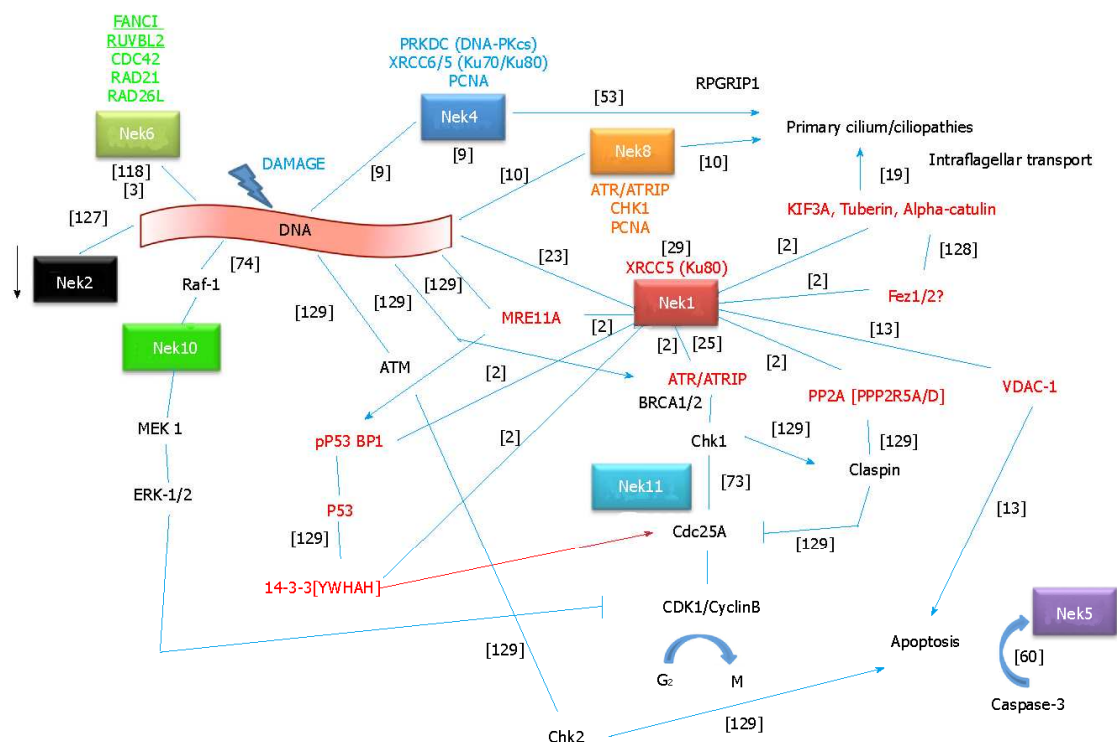 FANCI
RUVBL2
CDC42
RAD21
RAD26L
Nek6
[118]
[3]
PRKDC (DNA-PKcs)
XRCC6/5 (Ku70/Ku80)
PCNA
Nek4
[9]
[9]
[53]
RPGRIP1
Primary cilium/ciliopathies
Intraflagellar transport
Nek8
[10]
[10]
ATR/ATRIP
CHK1
PCNA
[19]
KIF3A, Tuberin, Alpha-catulin
DAMAGE
DNA
[127]
Nek2
[74]
Raf-1
Nek10
[129]
[129]
[129]
[23]
[29]
XRCC5 (Ku80)
Nek1
[2]
[128]
[2]
Fez1/2?
MRE11A
[2]
[2]
[25]
[2]
[13]
ATM
[2]
ATR/ATRIP
BRCA1/2
PP2A [PPP2R5A/D]
VDAC-1
MEK 1
pP53 BP1
[2]
Chk1
[129]
[129]
Claspin
ERK-1/2
P53
Nek11
[73]
[13]
[129]
Cdc25A
[129]
14-3-3[YWHAH]
CDK1/CyclinB
Nek5
Apoptosis
[60]
[129]
G2
M
Caspase-3
Chk2
[129]